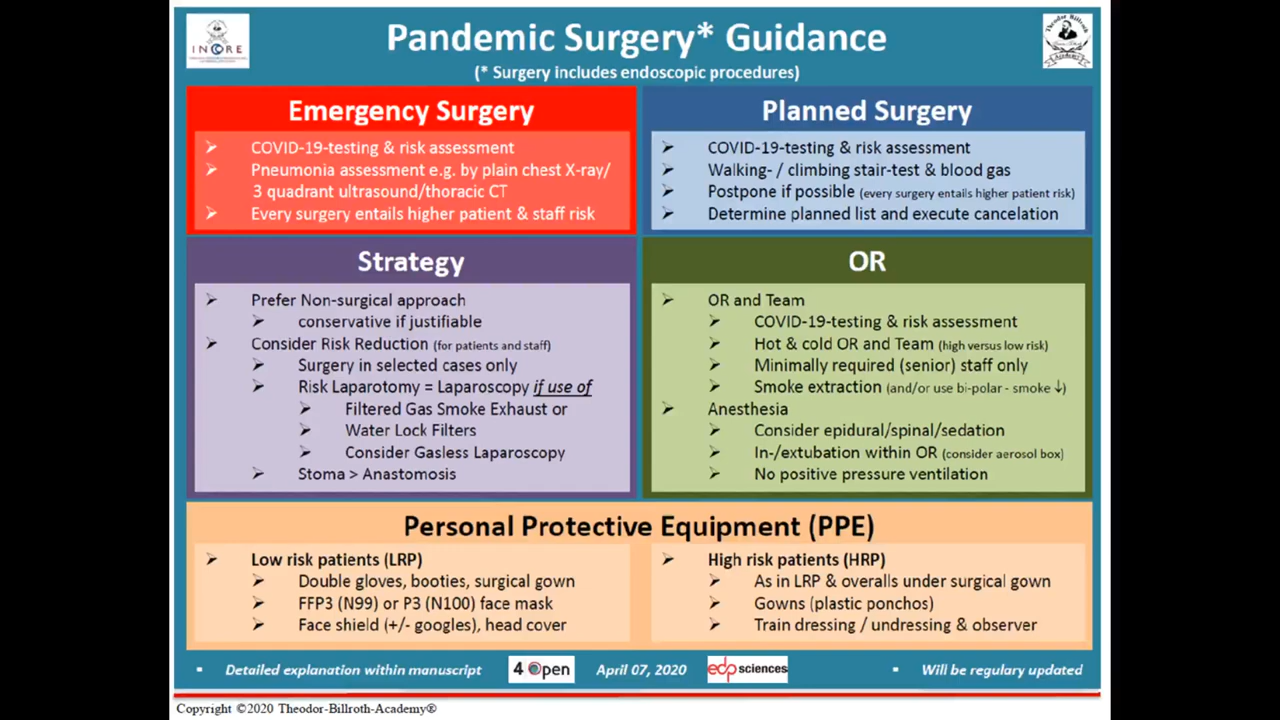 INCORE
Theodor Billroth
Academy
Pandemic Surgery* Guidance
(* Surgery includes endoscopic procedures)
Emergency Surgery
➢ COVID-19-testing & risk assessment
➢ Pneumonia assessment e.g. by plain chest X-ray/
3 quadrant ultrasound/thoracic CT
➢ Every surgery entails higher patient & staff risk
Planned Surgery
➢ COVID-19-testing & risk assessment
➢ Walking- / climbing stair-test & blood gas
➢ Postpone if possible (every surgery entails higher patient risk)
➢ Determine planned list and execute cancelation
Strategy
➢ Prefer Non-surgical approach
➢ conservative if justifiable
➢ Consider Risk Reduction (for patients and staff)
➢ Surgery in selected cases only
➢ Risk Laparotomy = Laparoscopy if use of
➢ Filtered Gas Smoke Exhaust or
➢ Water Lock Filters
➢ Consider Gasless Laparoscopy
➢ Stoma > Anastomosis
OR
➢ OR and Team
➢ COVID-19-testing & risk assessment
➢ Hot & cold OR and Team (high versus low risk)
➢ Minimally required (senior) staff only
➢ Smoke extraction (and/or use bi-polar - smoke ↓)
➢ Anesthesia
➢ Consider epidural/spinal/sedation
➢ In-/extubation within OR (consider aerosol box)
➢ No positive pressure ventilation
Personal Protective Equipment (PPE)
➢ Low risk patients (LRP)
➢ Double gloves, booties, surgical gown
➢ FFP3 (N99) or P3 (N100) face mask
➢ Face shield (+/- googles), head cover
➢ High risk patients (HRP)
➢ As in LRP & overalls under surgical gown
➢ Gowns (plastic ponchos)
➢ Train dressing / undressing & observer
▪ Detailed explanation within manuscript
4 Open
April 07, 2020
edp sciences
▪ Will be regulary updated
Copyright ©2020 Theodor-Billroth-Academy®